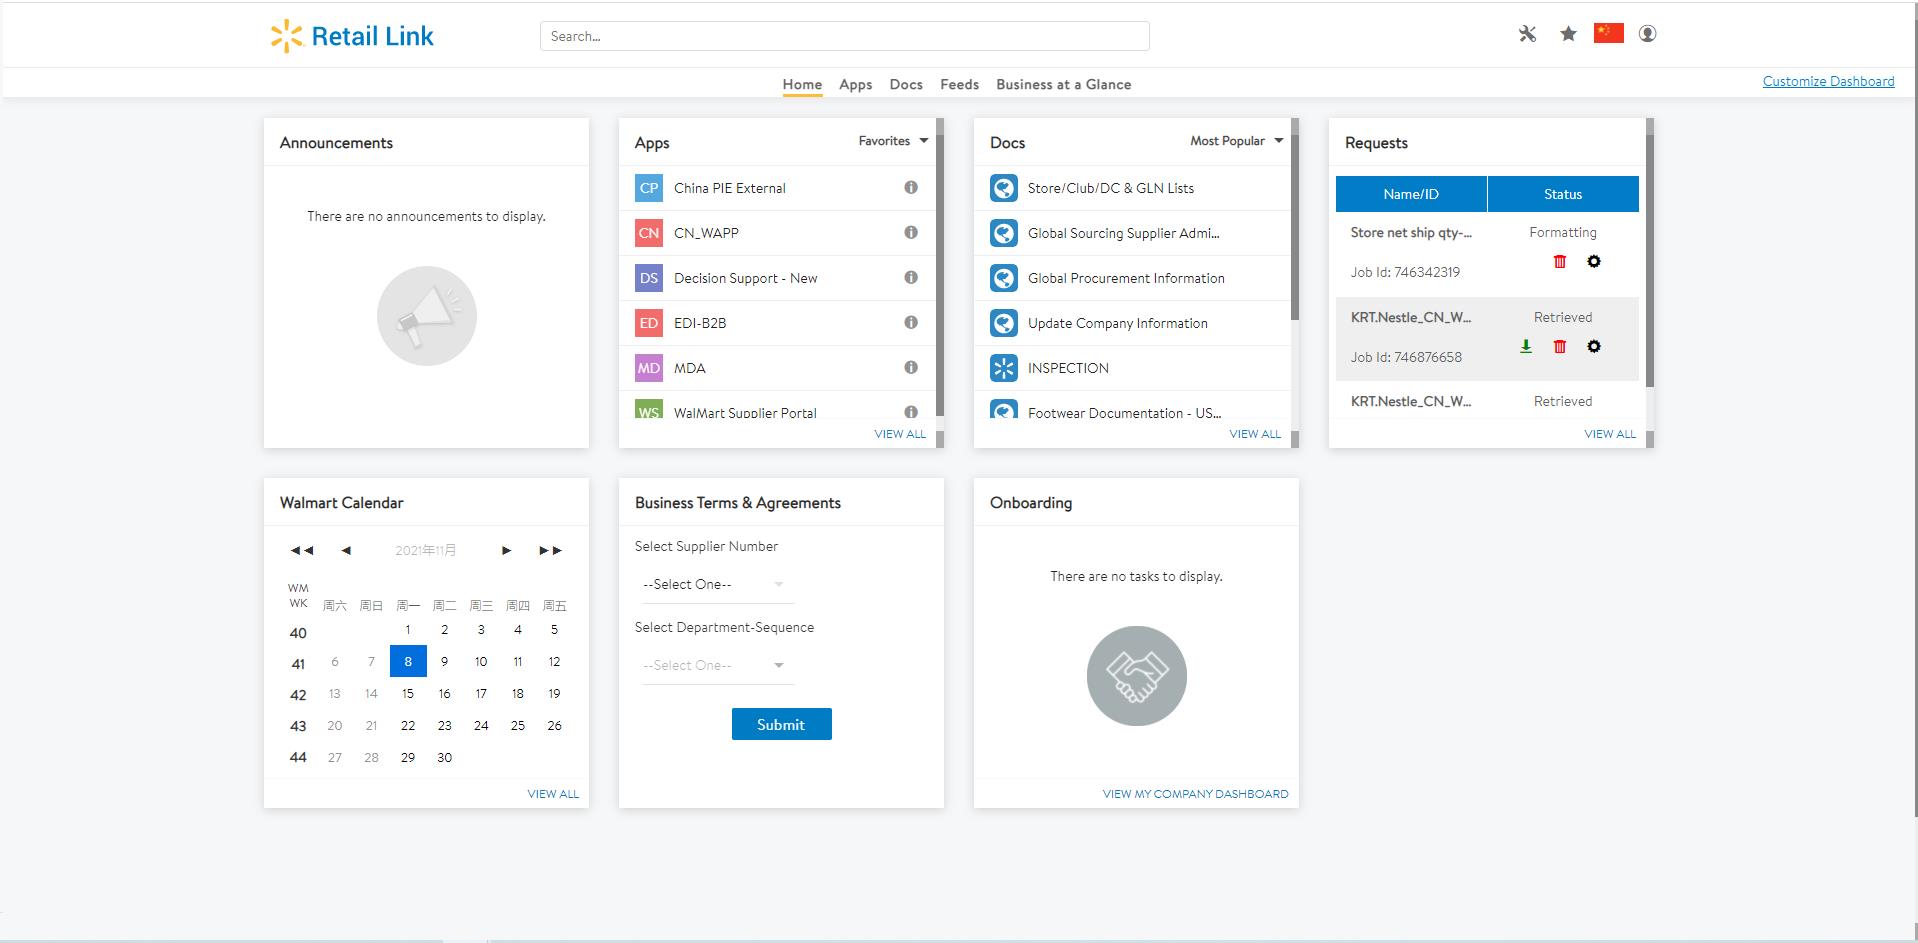 Retail Link
Search...
Home Apps Docs Feeds Business at a Glance
Customize Dashboard
Announcements
There are no announcements to display.
Apps Favorites
CP China PIE External
CN CN_WAPP
DS Decision Support - New
ED EDI-B2B
MD MDA
WS WalMart Supplier Portal
VIEW ALL
Docs Most Popular
Store/Club/DC & GLN Lists
Global Sourcing Supplier Admi...
Global Procurement Information
Update Company Information
INSPECTION
Footwear Documentation - US...
VIEW ALL
Requests
Name/ID Status
Store net ship qty-... Formatting
Job Id: 746342319
KRT.Nestle_CN_W... Retrieved
Job Id: 746876658
KRT.Nestle_CN_W... Retrieved
VIEW ALL
Walmart Calendar
2021年11月
WM
WK 周六 周日 周一 周二 周三 周四 周五
40 1 2 3 4 5
41 6 7 8 9 10 11 12
42 13 14 15 16 17 18 19
43 20 21 22 23 24 25 26
44 27 28 29 30
VIEW ALL
Business Terms & Agreements
Select Supplier Number
--Select One--
Select Department-Sequence
--Select One--
Submit
Onboarding
There are no tasks to display.
VIEW MY COMPANY DASHBOARD